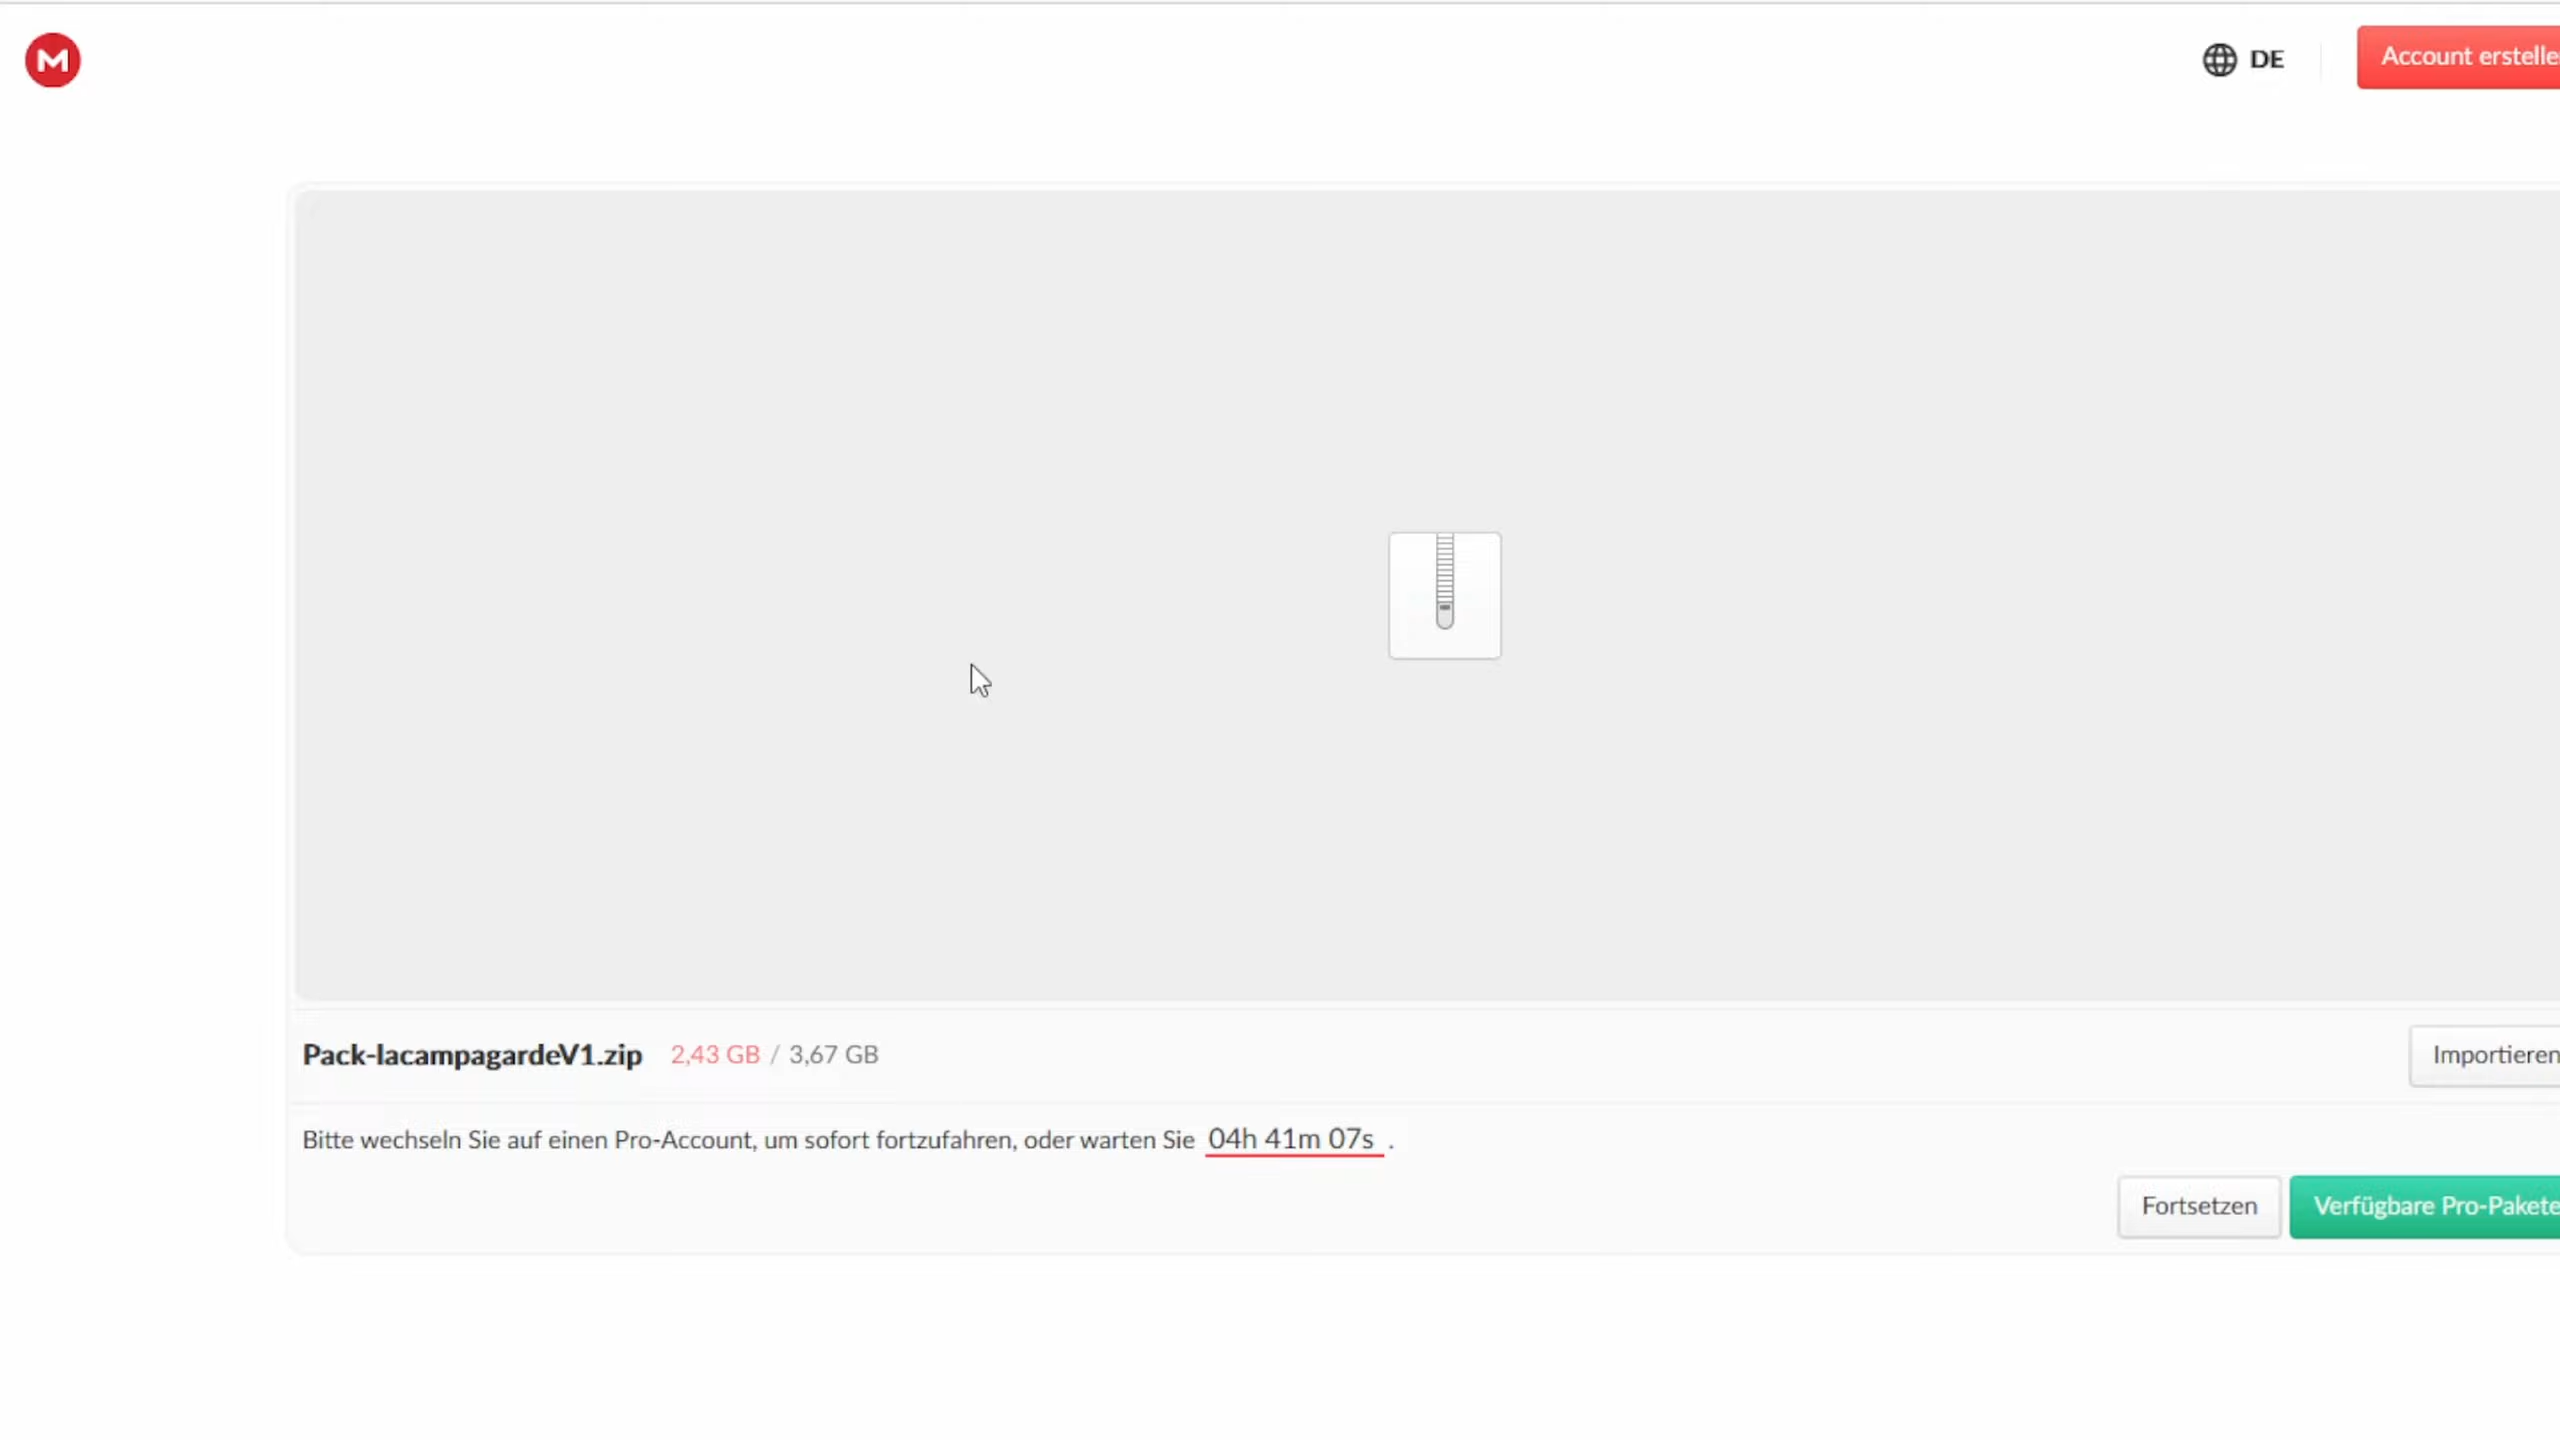 M
DE
Account erstelle
Pack-lacampagardeV1.zip 2,43 GB / 3,67 GB
Importieren
Bitte wechseln Sie auf einen Pro-Account, um sofort fortzufahren, oder warten Sie 04h 41m 07s .
Fortsetzen
Verfügbare Pro-Pakete